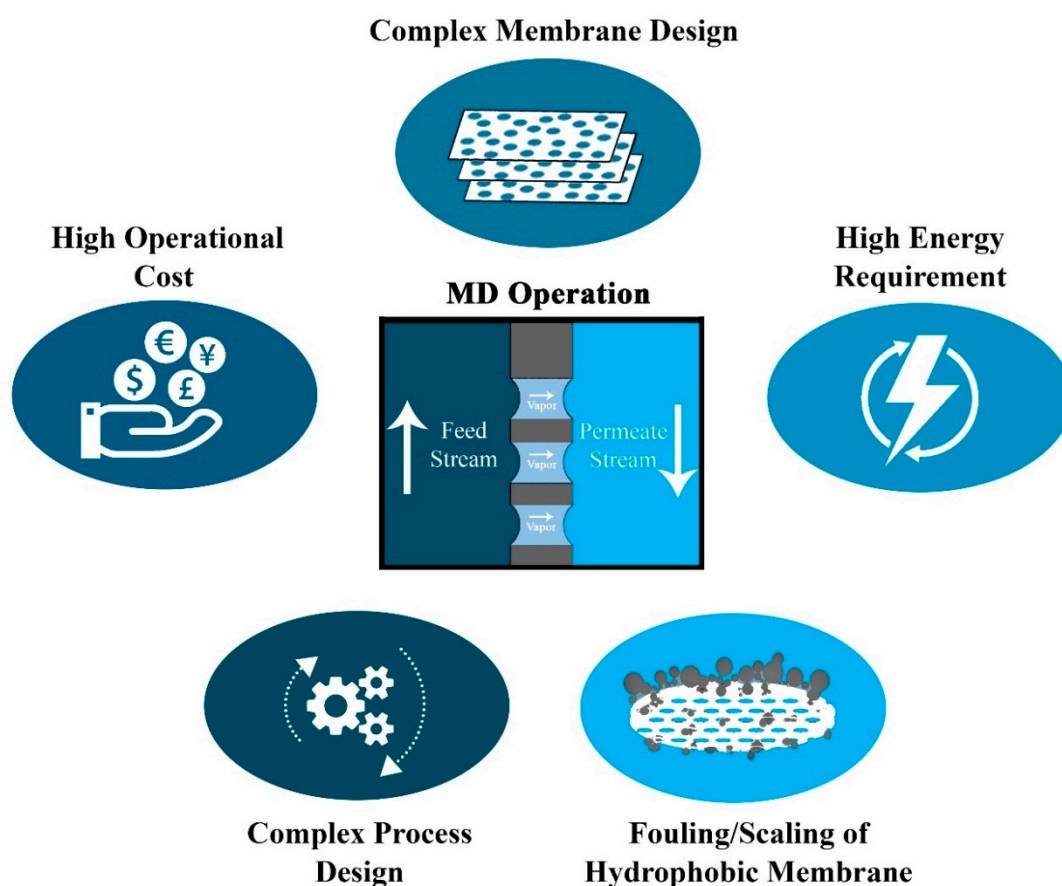 Complex Membrane Design
High Operational
Cost
€
¥
$
£
High Energy
Requirement
MD Operation
Feed
Stream
Vapor
Vapor
Vapor
Permeate
Stream
Complex Process
Design
Fouling/Scaling of
Hydrophobic Membrane